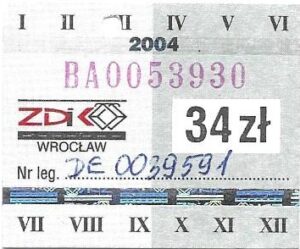 I II III IV V VI
2004
BA0053930
ZDiK
WROCŁAW
34 zł
Nr leg. DE 0039591
VII VIII IX X XI XII